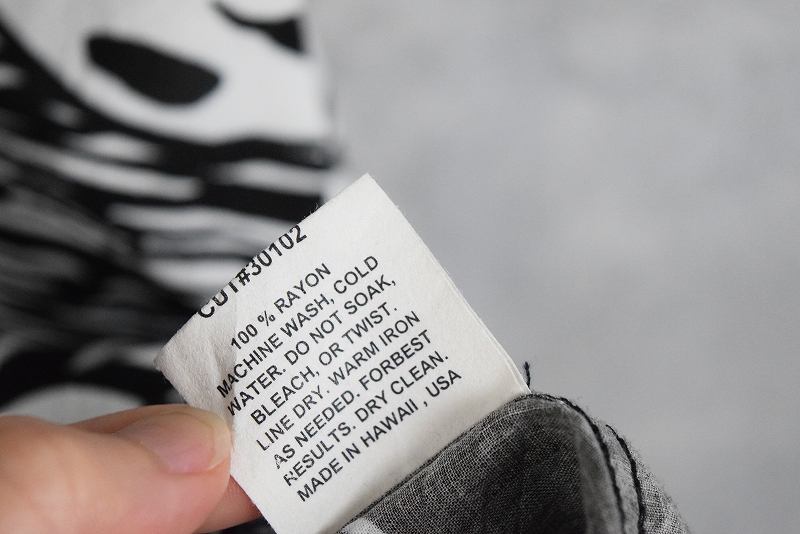 CUT#30102
100 % RAYON
MACHINE WASH, COLD
WATER. DO NOT SOAK,
BLEACH, OR TWIST.
LINE DRY. WARM IRON
AS NEEDED. FORBEST
RESULTS. DRY CLEAN.
MADE IN HAWAII , USA